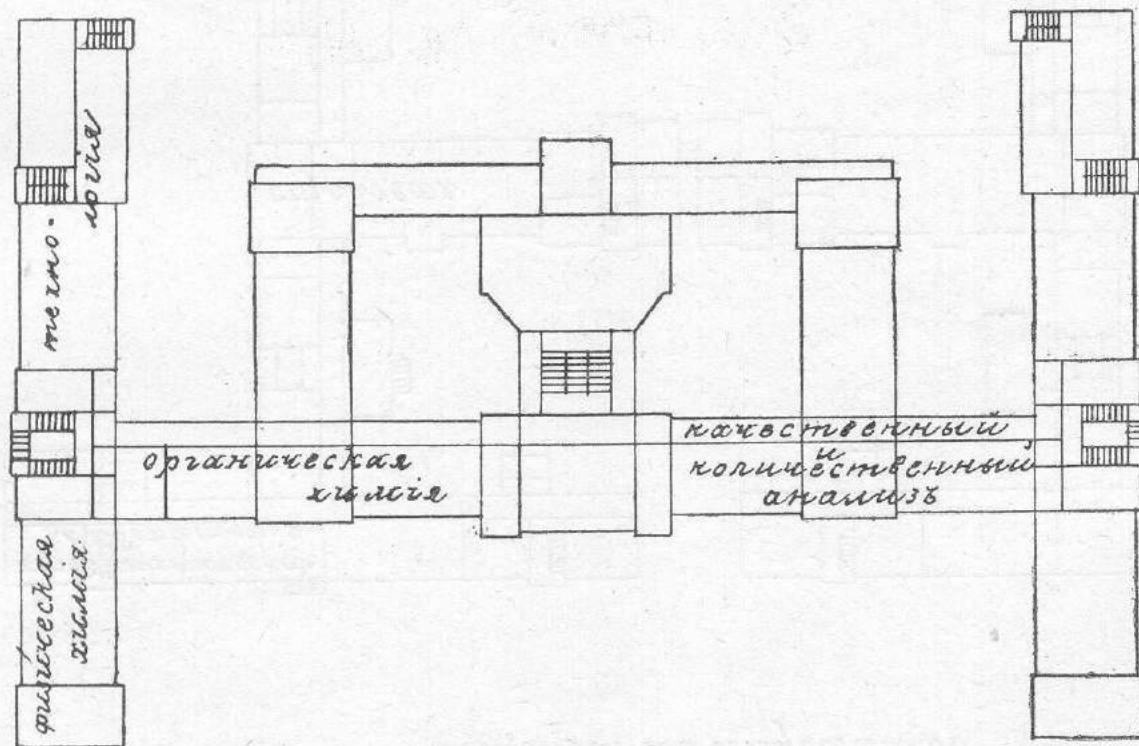 техно-
логія
органическая
химія
качественный
и
количественный
анализъ
физическая
химія